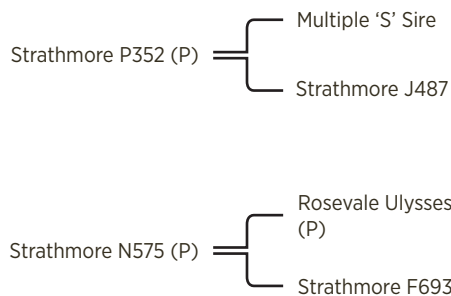 Multiple ‘S’ Sire
Strathmore P352 (P)
Strathmore J487
Rosevale Ulysses
(P)
Strathmore N575 (P)
Strathmore F693